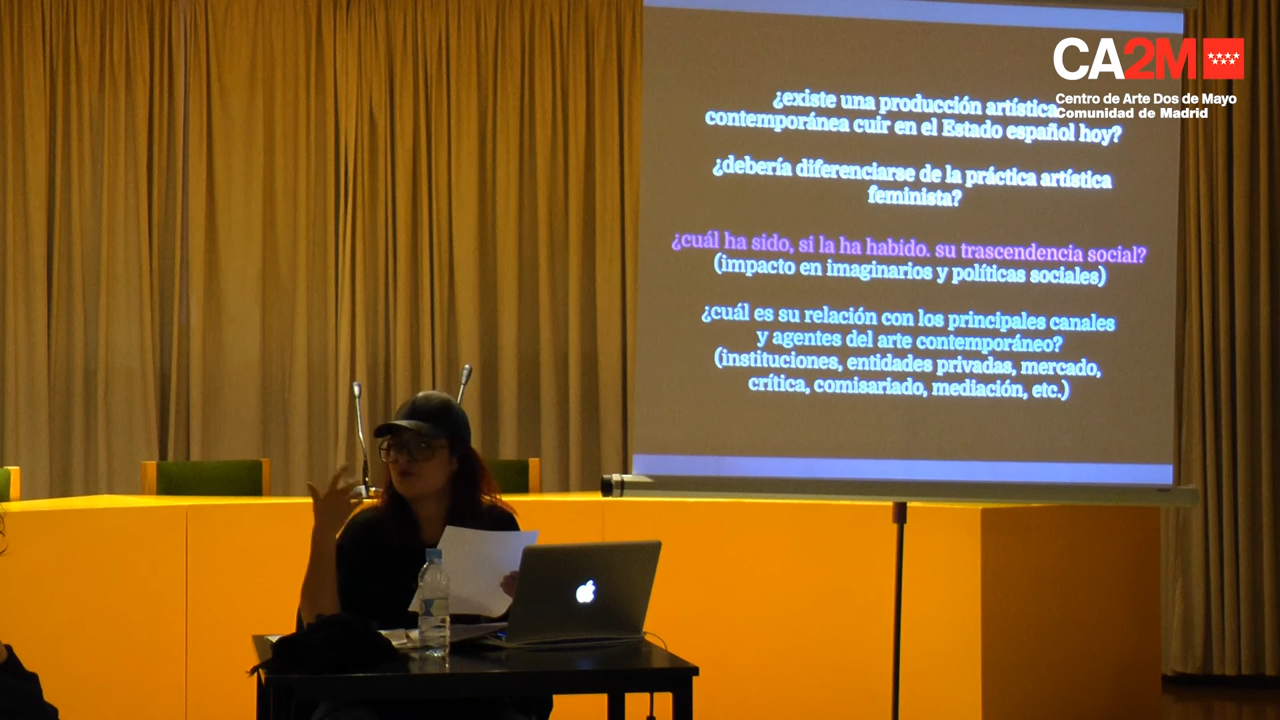 CA2M
Centro de Arte Dos de Mayo
Comunidad de Madrid
¿existe una producción artística
contemporánea cuir en el Estado español hoy?
¿debería diferenciarse de la práctica artística
feminista?
¿cuál ha sido, si la ha habido. su trascendencia social?
(impacto en imaginarios y políticas sociales)
¿cuál es su relación con los principales canales
y agentes del arte contemporáneo?
(instituciones, entidades privadas, mercado,
crítica, comisariado, mediación, etc.)